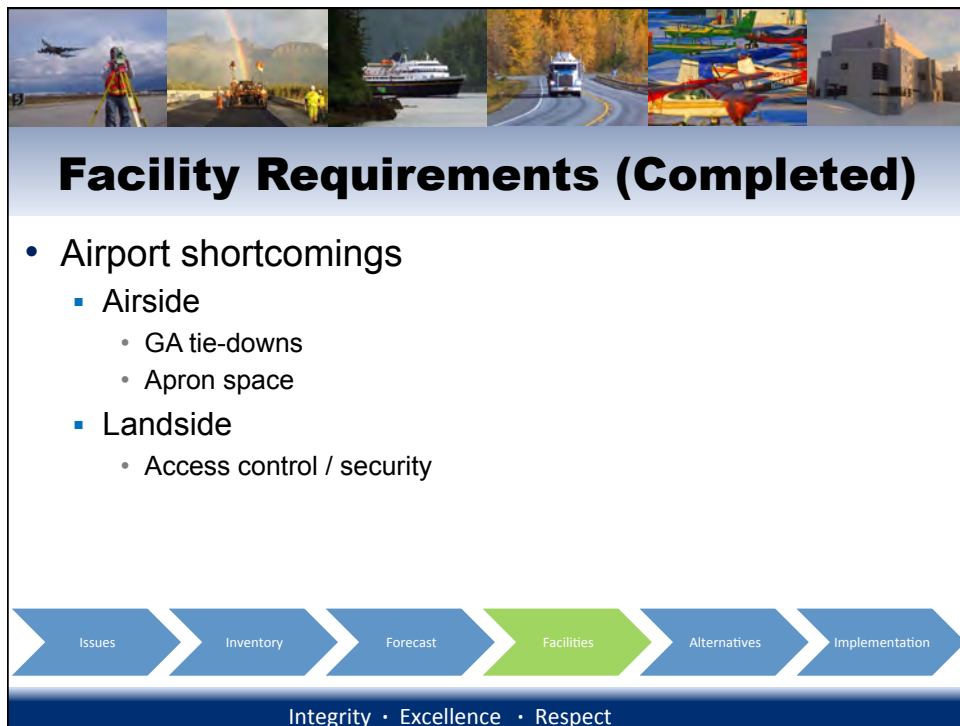 Facility Requirements (Completed)
• Airport shortcomings
▪ Airside
• GA tie-downs
• Apron space
▪ Landside
• Access control / security
Issues
Inventory
Forecast
Facilities
Alternatives
Implementation
Integrity · Excellence · Respect